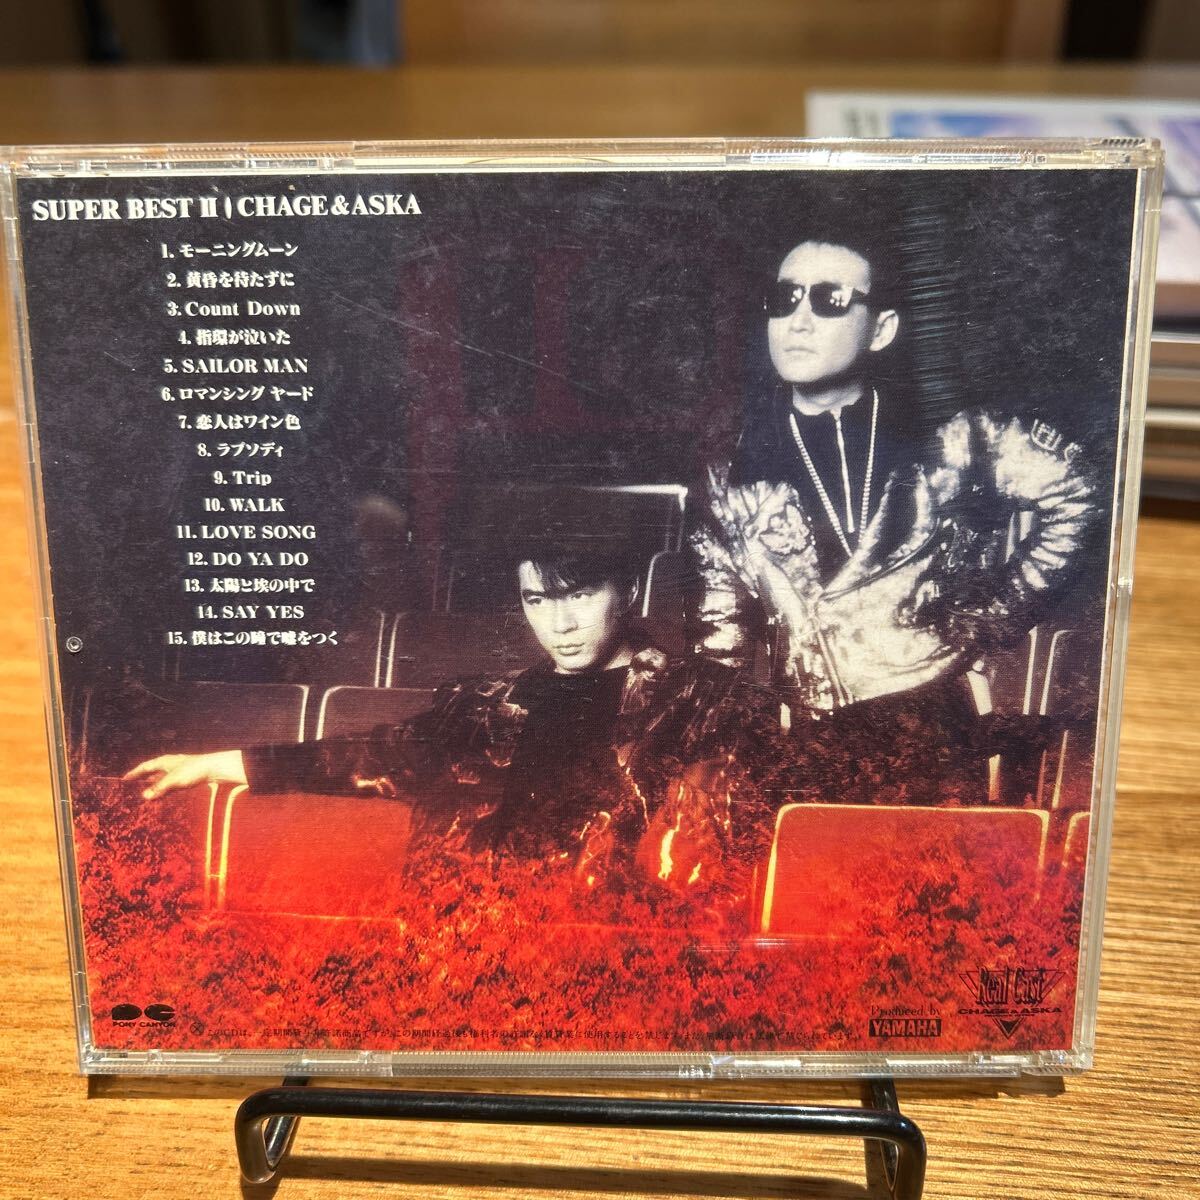 SUPER BEST II CHAGE&ASKA
1. モーニングムーン
2. 黄昏を待たずに
3. Count Down
4. 指環が泣いた
5. SAILOR MAN
6. ロマンシング ヤード
7. 恋人はワイン色
8. ラプソディ
9. Trip
10. WALK
11. LOVE SONG
12. DO YA DO
13. 太陽と埃の中で
14. SAY YES
15. 僕はこの瞳で嘘をつく
Real Cast
CHAGE&ASKA
Produced by
YAMAHA
PONY CANYON